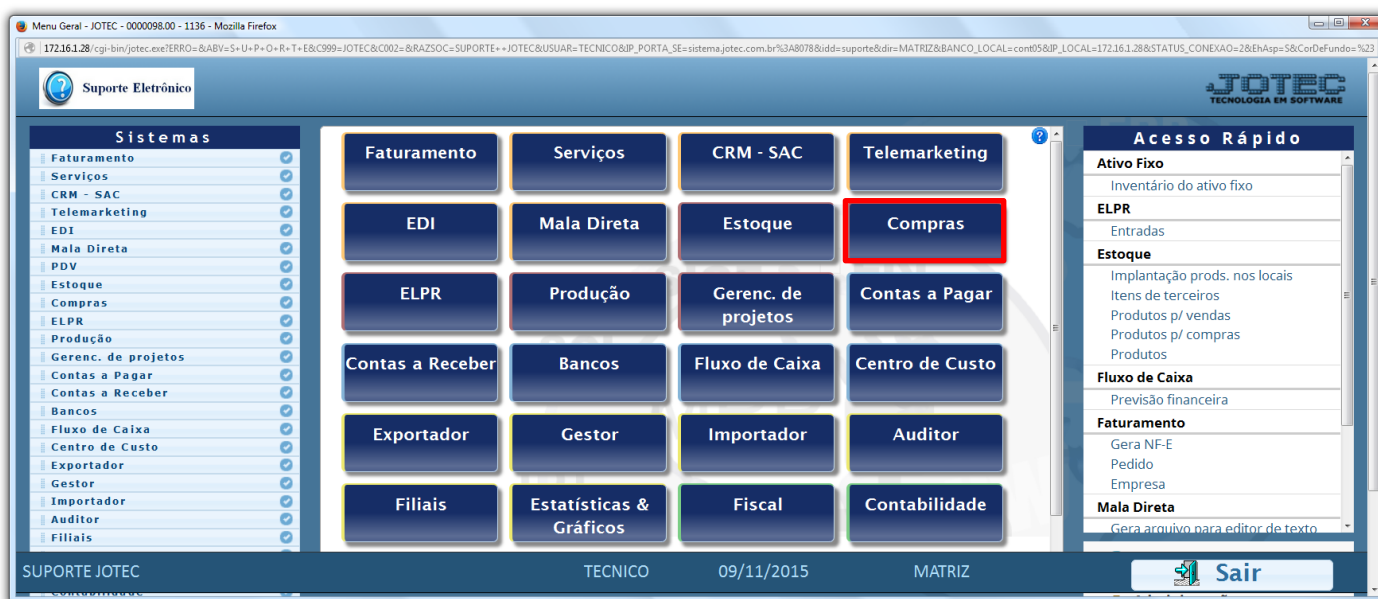 Menu Geral - JOTEC - 0000098.00 - 1136 - Mozilla Firefox
172.16.1.28/cgi-bin/jotec.exe?ERRO=&ABV=S+U+P+O+R+T+E&C999=JOTEC&C002=&RAZSOC=SUPORTE++JOTEC&USUAR=TECNICO&IP_PORTA_SE=sistema.jotec.com.br%3A8078&idd=suporte&dir=MATRIZ&BANCO_LOCAL=cont05&IP_LOCAL=172.16.1.28&STATUS_CONEXAO=2&EhAsp=S&CorDeFundo=%23
Suporte Eletrônico
JOTEC
TECNOLOGIA EM SOFTWARE
Sistemas
Faturamento
Serviços
CRM - SAC
Telemarketing
EDI
Mala Direta
PDV
Estoque
Compras
ELPR
Produção
Gerenc. de projetos
Contas a Pagar
Contas a Receber
Bancos
Fluxo de Caixa
Centro de Custo
Exportador
Gestor
Importador
Auditor
Filiais
Faturamento
Serviços
CRM - SAC
Telemarketing
EDI
Mala Direta
Estoque
Compras
ELPR
Produção
Gerenc. de
projetos
Contas a Pagar
Contas a Receber
Bancos
Fluxo de Caixa
Centro de Custo
Exportador
Gestor
Importador
Auditor
Filiais
Estatísticas &
Gráficos
Fiscal
Contabilidade
Acesso Rápido
Ativo Fixo
Inventário do ativo fixo
ELPR
Entradas
Estoque
Implantação prods. nos locais
Itens de terceiros
Produtos p/ vendas
Produtos p/ compras
Produtos
Fluxo de Caixa
Previsão financeira
Faturamento
Gera NF-E
Pedido
Empresa
Mala Direta
Gera arquivo para editor de texto
SUPORTE JOTEC
TECNICO
09/11/2015
MATRIZ
Sair